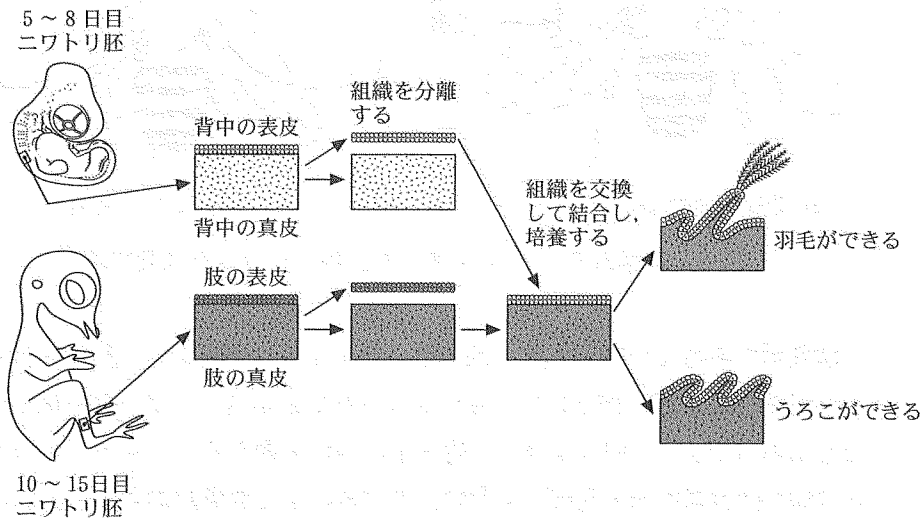 5～8日目
ニワトリ胚
背中の表皮
背中の真皮
組織を分離
する
組織を交換
して結合し，
培養する
羽毛ができる
肢の表皮
肢の真皮
うろこができる
10～15日目
ニワトリ胚